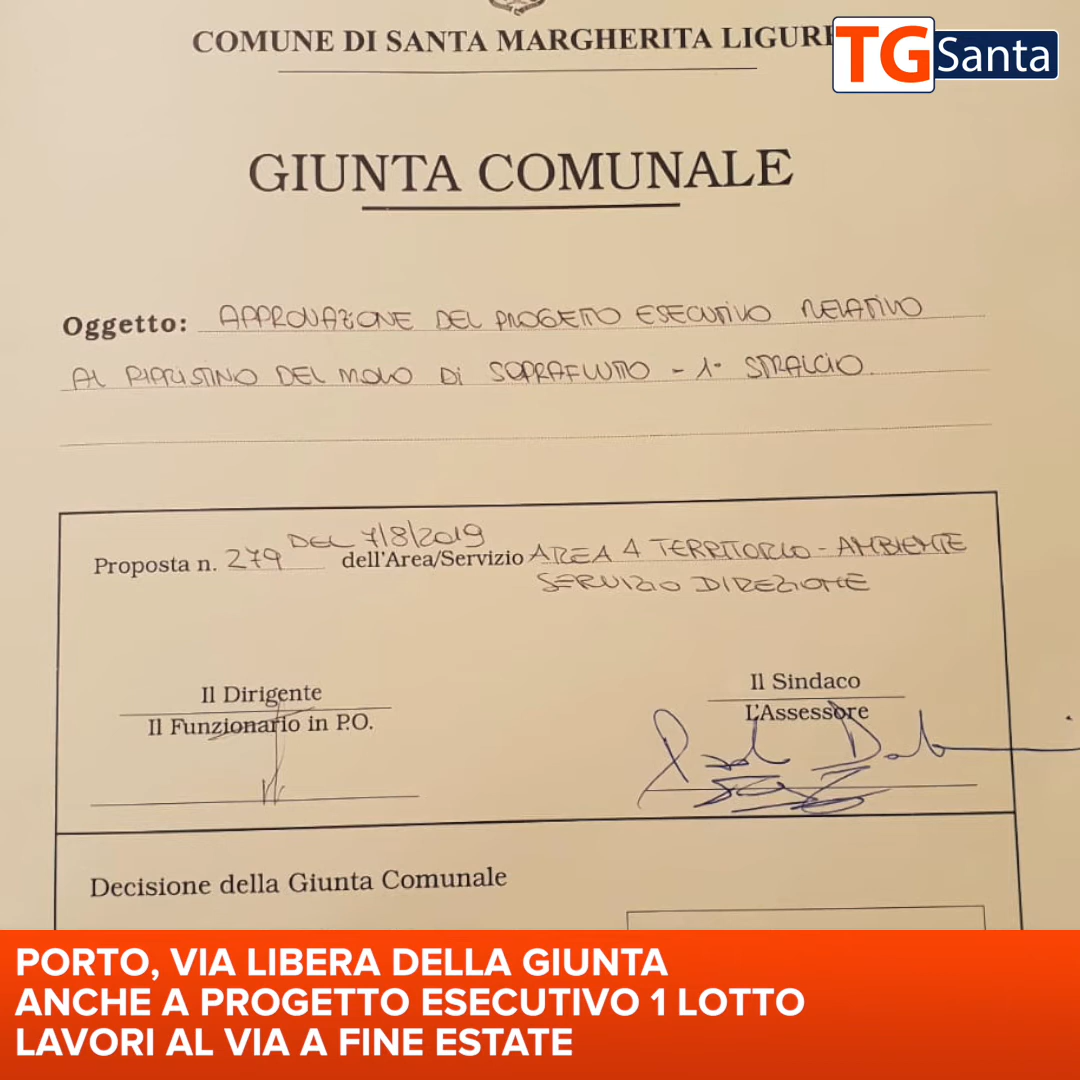 COMUNE DI SANTA MARGHERITA LIGURE
TG Santa
GIUNTA COMUNALE
Oggetto: APPROVAZIONE DEL PROGETTO ESECUTIVO RELATIVO
AL RIPRISTINO DEL MOLO DI SOPRAFLUTTO - 1° STRALCIO.
DEL 7/8/2019
Proposta n. 279 dell'Area/Servizio AREA 4 TERRITORIO - AMBIENTE
SERVIZIO DIREZIONE
Il Dirigente
Il Funzionario in P.O.
Il Sindaco
L'Assessore
Decisione della Giunta Comunale
PORTO, VIA LIBERA DELLA GIUNTA
ANCHE A PROGETTO ESECUTIVO 1 LOTTO
LAVORI AL VIA A FINE ESTATE